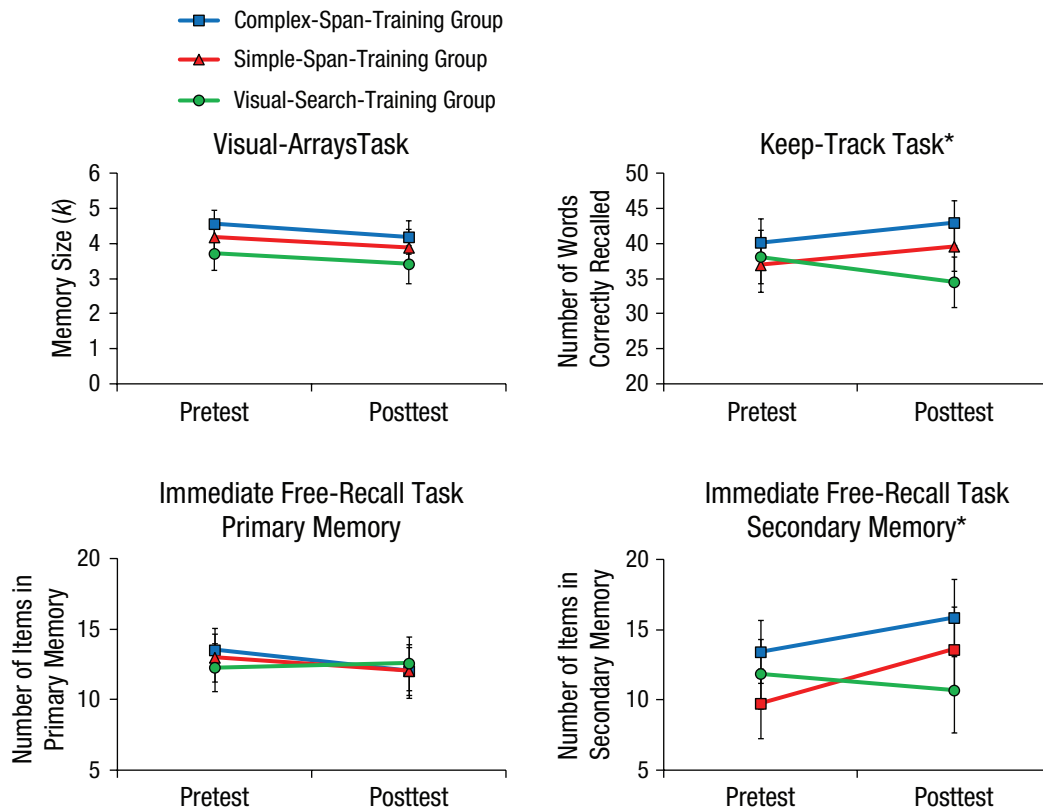 Complex-Span-Training Group
Simple-Span-Training Group
Visual-Search-Training Group
Visual-ArraysTask
Memory Size (k)
6
5
4
3
2
1
0
Pretest
Posttest
Keep-Track Task*
Number of Words
Correctly Recalled
50
45
40
35
30
25
20
Pretest
Posttest
Immediate Free-Recall Task
Primary Memory
Number of Items in
Primary Memory
20
15
10
5
Pretest
Posttest
Immediate Free-Recall Task
Secondary Memory*
Number of Items in
Secondary Memory
20
15
10
5
Pretest
Posttest